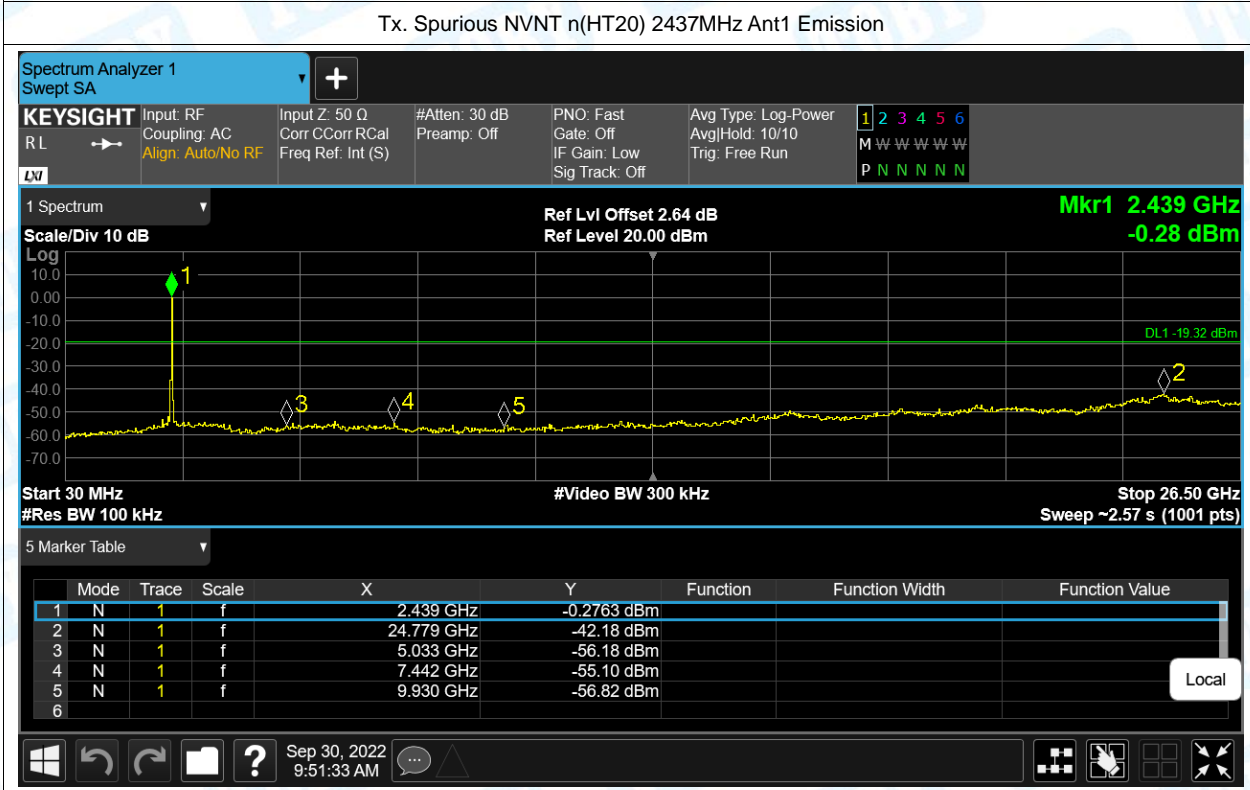 Tx. Spurious NVNT n(HT20) 2437MHz Ant1 Emission
Spectrum Analyzer 1
Swept SA
KEYSIGHT Input: RF Input Z: 50 Ω #Atten: 30 dB PNO: Fast Avg Type: Log-Power 1 2 3 4 5 6
R L Coupling: AC Corr CCorr RCal Preamp: Off Gate: Off Avg|Hold: 10/10 M W W W W W
Align: Auto/No RF Freq Ref: Int (S) IF Gain: Low Trig: Free Run
LXI Sig Track: Off P N N N N N
1 Spectrum Ref Lvl Offset 2.64 dB Mkr1 2.439 GHz
Scale/Div 10 dB Ref Level 20.00 dBm -0.28 dBm
Log
10.0 1
0.00
-10.0
-20.0 DL1 -19.32 dBm
-30.0
-40.0 2
-50.0 3 4 5
-60.0
-70.0
Start 30 MHz #Video BW 300 kHz Stop 26.50 GHz
#Res BW 100 kHz Sweep ~2.57 s (1001 pts)
5 Marker Table
Mode Trace Scale X Y Function Function Width Function Value
1 N 1 f 2.439 GHz -0.2763 dBm
2 N 1 f 24.779 GHz -42.18 dBm
3 N 1 f 5.033 GHz -56.18 dBm
4 N 1 f 7.442 GHz -55.10 dBm
5 N 1 f 9.930 GHz -56.82 dBm
6
Local
Sep 30, 2022
9:51:33 AM